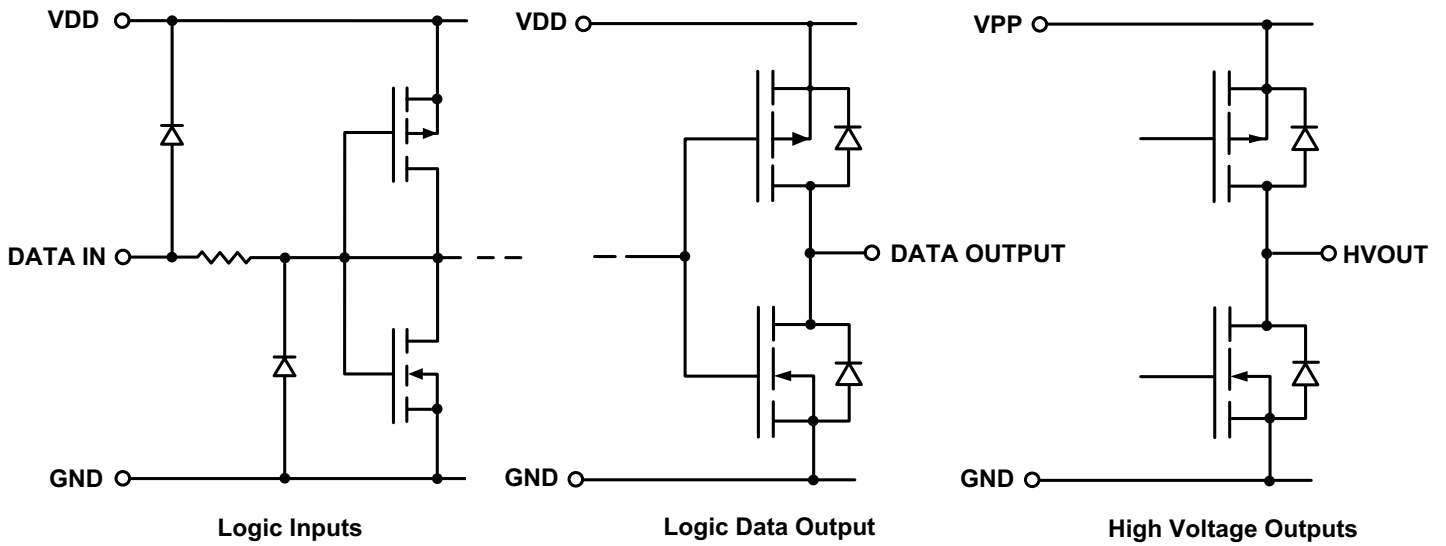 VDD
DATA IN
GND
Logic Inputs
VDD
DATA OUTPUT
GND
Logic Data Output
VPP
HVOUT
GND
High Voltage Outputs